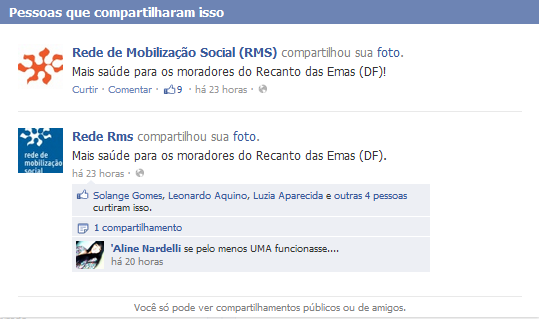 Pessoas que compartilharam isso
Rede de Mobilização Social (RMS) compartilhou sua foto.
Mais saúde para os moradores do Recanto das Emas (DF)!
Curtir · Comentar · 9 · há 23 horas ·
Rede Rms compartilhou sua foto.
Mais saúde para os moradores do Recanto das Emas (DF).
rede de
mobilização
social
há 23 horas ·
Solange Gomes, Leonardo Aquino, Luzia Aparecida e outras 4 pessoas
curtiram isso.
1 compartilhamento
'Aline Nardelli se pelo menos UMA funcionasse....
há 20 horas
Você só pode ver compartilhamentos públicos ou de amigos.